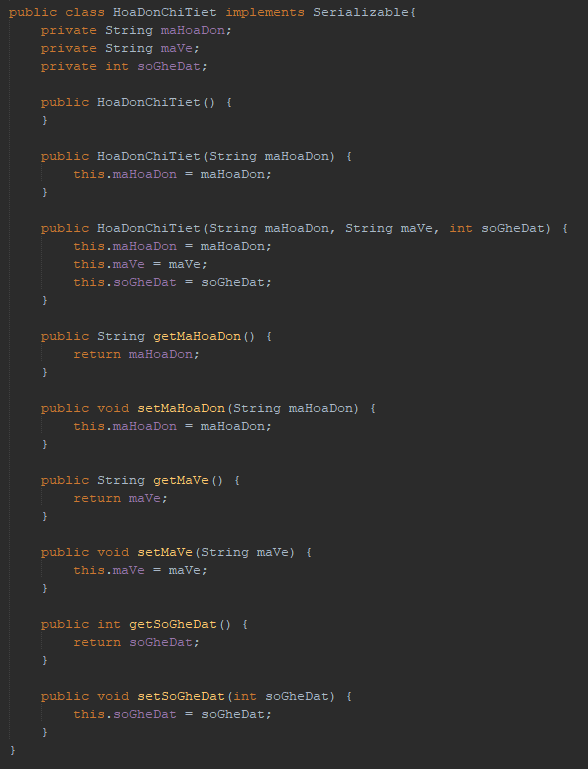 public class HoaDonChiTiet implements Serializable{
    private String maHoaDon;
    private String maVe;
    private int soGheDat;
    public HoaDonChiTiet() {
    }
    public HoaDonChiTiet(String maHoaDon) {
        this.maHoaDon = maHoaDon;
    }
    public HoaDonChiTiet(String maHoaDon, String maVe, int soGheDat) {
        this.maHoaDon = maHoaDon;
        this.maVe = maVe;
        this.soGheDat = soGheDat;
    }
    public String getMaHoaDon() {
        return maHoaDon;
    }
    public void setMaHoaDon(String maHoaDon) {
        this.maHoaDon = maHoaDon;
    }
    public String getMaVe() {
        return maVe;
    }
    public void setMaVe(String maVe) {
        this.maVe = maVe;
    }
    public int getSoGheDat() {
        return soGheDat;
    }
    public void setSoGheDat(int soGheDat) {
        this.soGheDat = soGheDat;
    }
}